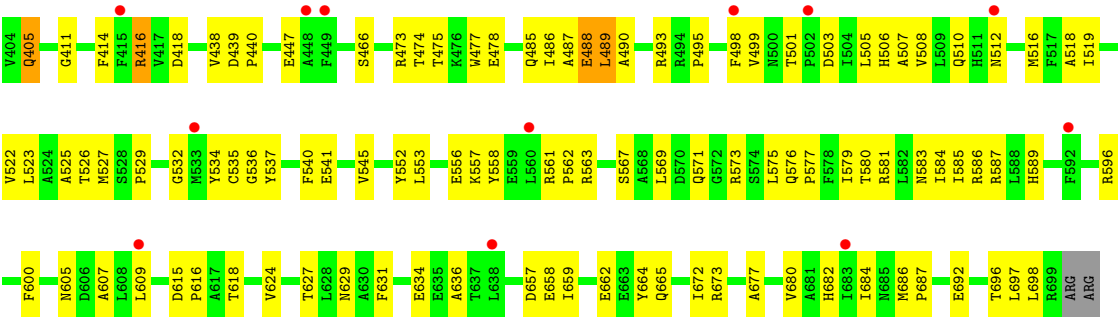 V404 Q405 G411 F414 F415 R416 V417 D418 V438 D439 P440 E447 A448 F449 S466 R473 T474 T475 K476 W477 E478 Q485 I486 A487 E488 L489 A490 R493 R494 P495 F498 V499 N500 T501 P502 D503 I504 L505 H506 A507 V508 L509 Q510 H511 N512 M516 F517 A518 I519
V522 L523 A524 A525 T526 M527 S528 P529 G532 M533 Y534 C535 G536 Y537 F540 E541 V545 Y552 L553 E556 K557 Y558 E559 L560 R561 P562 R563 S567 A568 L569 D570 Q571 G572 R573 S574 L575 Q576 P577 F578 I579 T580 R581 L582 N583 I584 I585 R586 R587 L588 H589 F592 R596
F600 N605 D606 A607 L608 L609 D615 P616 A617 T618 V624 T627 L628 N629 A630 F631 E634 E635 A636 T637 L638 D657 E658 I659 E662 E663 Y664 Q665 I672 R673 A677 V680 A681 H682 I683 I684 N685 M686 P687 E692 T696 L697 L698 R699 ARG ARG